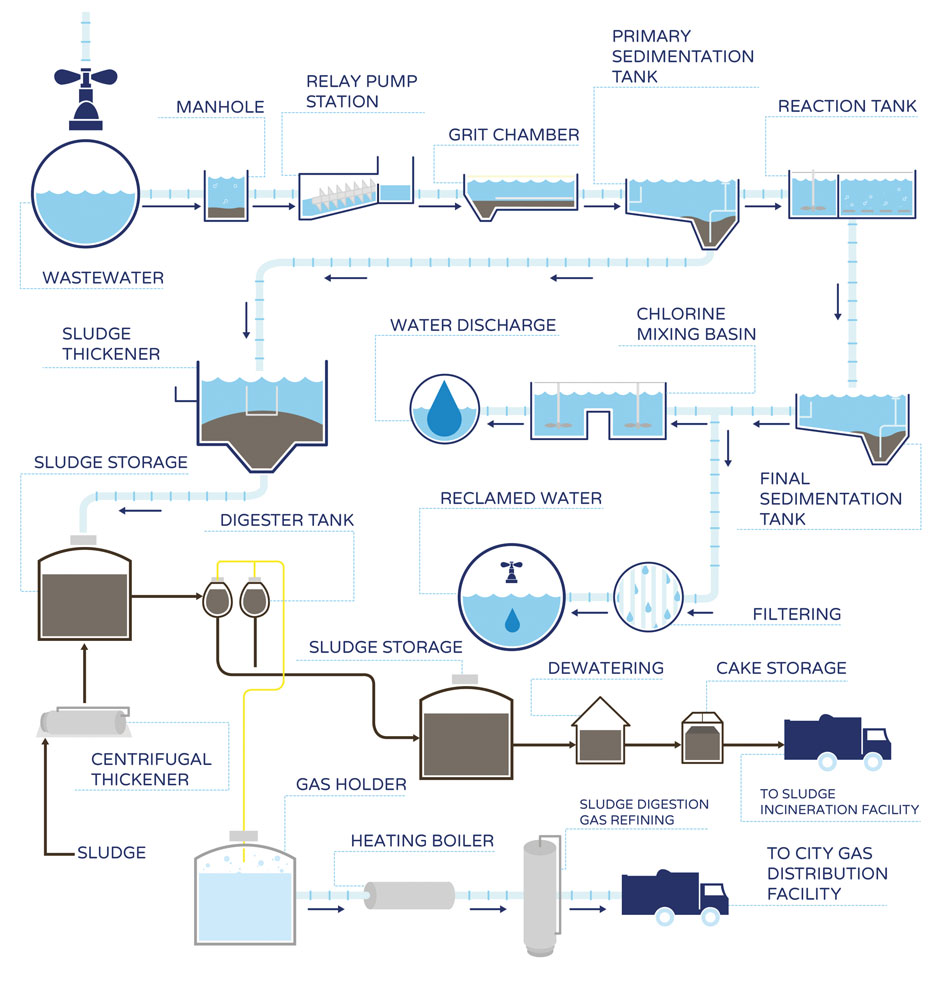 PRIMARY
SEDIMENTATION
TANK
RELAY PUMP
STATION
MANHOLE
REACTION TANK
GRIT CHAMBER
WASTEWATER
SLUDGE
THICKENER
WATER DISCHARGE
CHLORINE
MIXING BASIN
SLUDGE STORAGE
DIGESTER TANK
RECLAMED WATER
FINAL
SEDIMENTATION
TANK
FILTERING
SLUDGE STORAGE
DEWATERING
CAKE STORAGE
CENTRIFUGAL
THICKENER
GAS HOLDER
TO SLUDGE
INCINERATION FACILITY
SLUDGE DIGESTION
GAS REFINING
HEATING BOILER
SLUDGE
TO CITY GAS
DISTRIBUTION
FACILITY